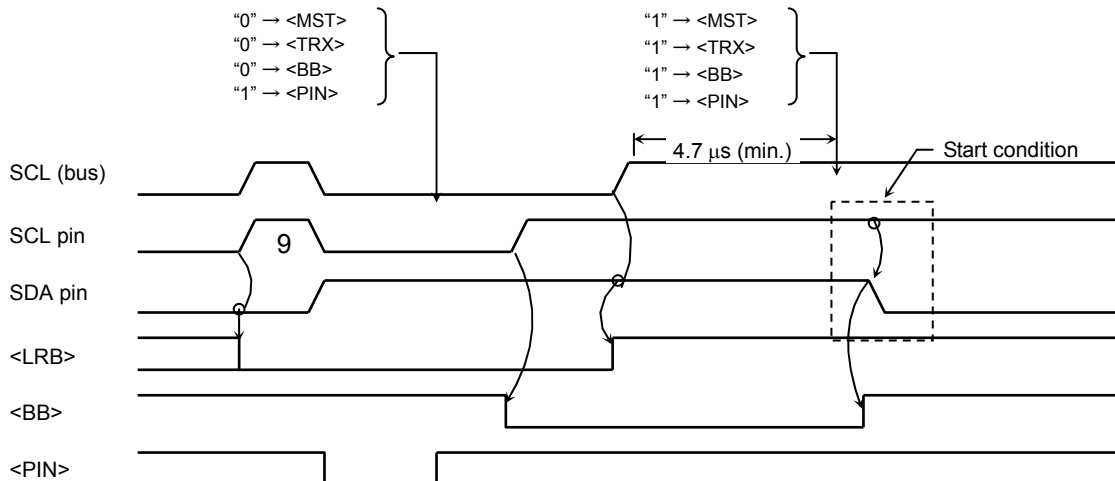 “0” → <MST>
“0” → <TRX>
“0” → <BB>
“1” → <PIN>
“1” → <MST>
“1” → <TRX>
“1” → <BB>
“1” → <PIN>
4.7 μs (min.)
Start condition
SCL (bus)
SCL pin
9
SDA pin
<LRB>
<BB>
<PIN>